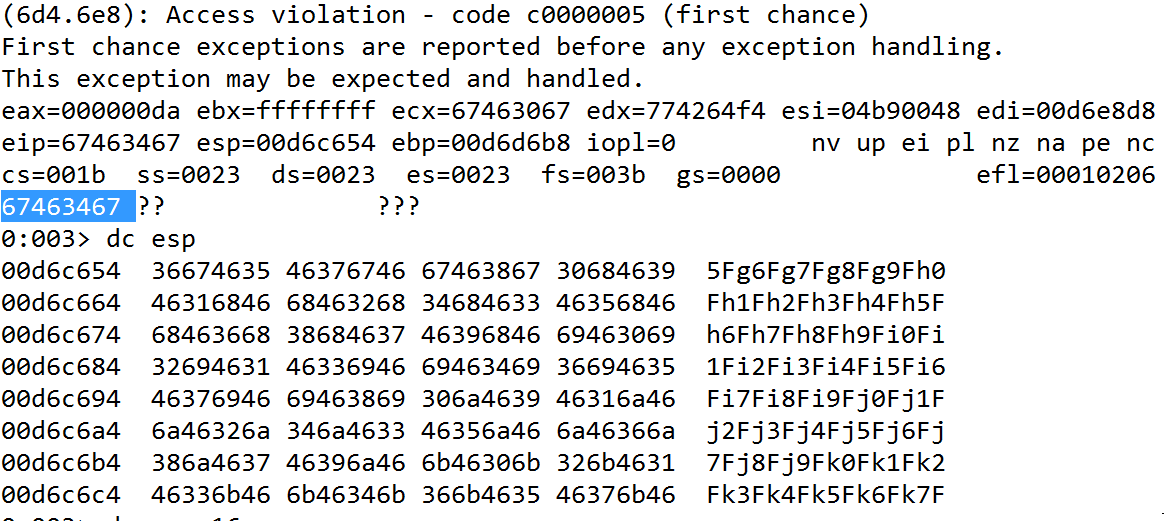 (6d4.6e8): Access violation - code c0000005 (first chance)
First chance exceptions are reported before any exception handling.
This exception may be expected and handled.
eax=000000da ebx=ffffffff ecx=67463067 edx=774264f4 esi=04b90048 edi=00d6e8d8
eip=67463467 esp=00d6c654 ebp=00d6d6b8 iopl=0         nv up ei pl nz na pe nc
cs=001b  ss=0023  ds=0023  es=0023  fs=003b  gs=0000             efl=00010206
67463467 ??              ???
0:003> dc esp
00d6c654  36674635 46376746 67463867 30684639  5Fg6Fg7Fg8Fg9Fh0
00d6c664  46316846 68463268 34684633 46356846  Fh1Fh2Fh3Fh4Fh5F
00d6c674  68463668 38684637 46396846 69463069  h6Fh7Fh8Fh9Fi0Fi
00d6c684  32694631 46336946 69463469 36694635  1Fi2Fi3Fi4Fi5Fi6
00d6c694  46376946 69463869 306a4639 46316a46  Fi7Fi8Fi9Fj0Fj1F
00d6c6a4  6a46326a 346a4633 46356a46 6a46366a  j2Fj3Fj4Fj5Fj6Fj
00d6c6b4  386a4637 46396a46 6b46306b 326b4631  7Fj8Fj9Fk0Fk1Fk2
00d6c6c4  46336b46 6b46346b 366b4635 46376b46  Fk3Fk4Fk5Fk6Fk7F